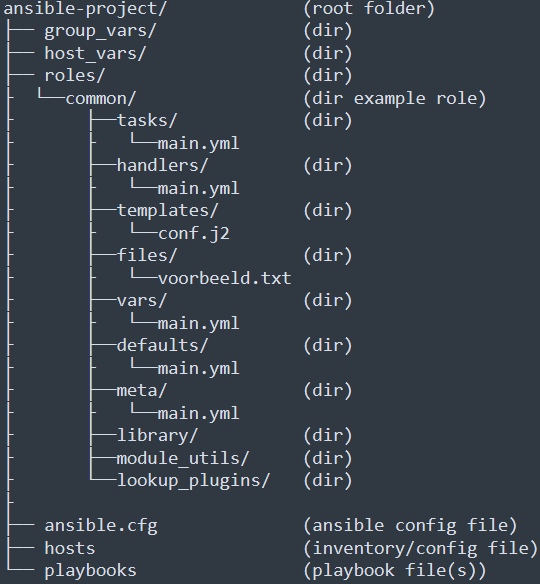 ansible-project/ (root folder)
├── group_vars/ (dir)
├── host_vars/ (dir)
├── roles/ (dir)
├ └──common/ (dir example role)
├ ├──tasks/ (dir)
├ ├ └──main.yml
├ ├──handlers/ (dir)
├ ├ └──main.yml
├ ├──templates/ (dir)
├ ├ └──conf.j2
├ ├──files/ (dir)
├ ├ └──voorbeeld.txt
├ ├──vars/ (dir)
├ ├ └──main.yml
├ ├──defaults/ (dir)
├ ├ └──main.yml
├ ├──meta/ (dir)
├ ├ └──main.yml
├ ├──library/ (dir)
├ ├──module_utils/ (dir)
├ └──lookup_plugins/ (dir)
├
├── ansible.cfg (ansible config file)
├── hosts (inventory/config file)
└── playbooks (playbook file(s))